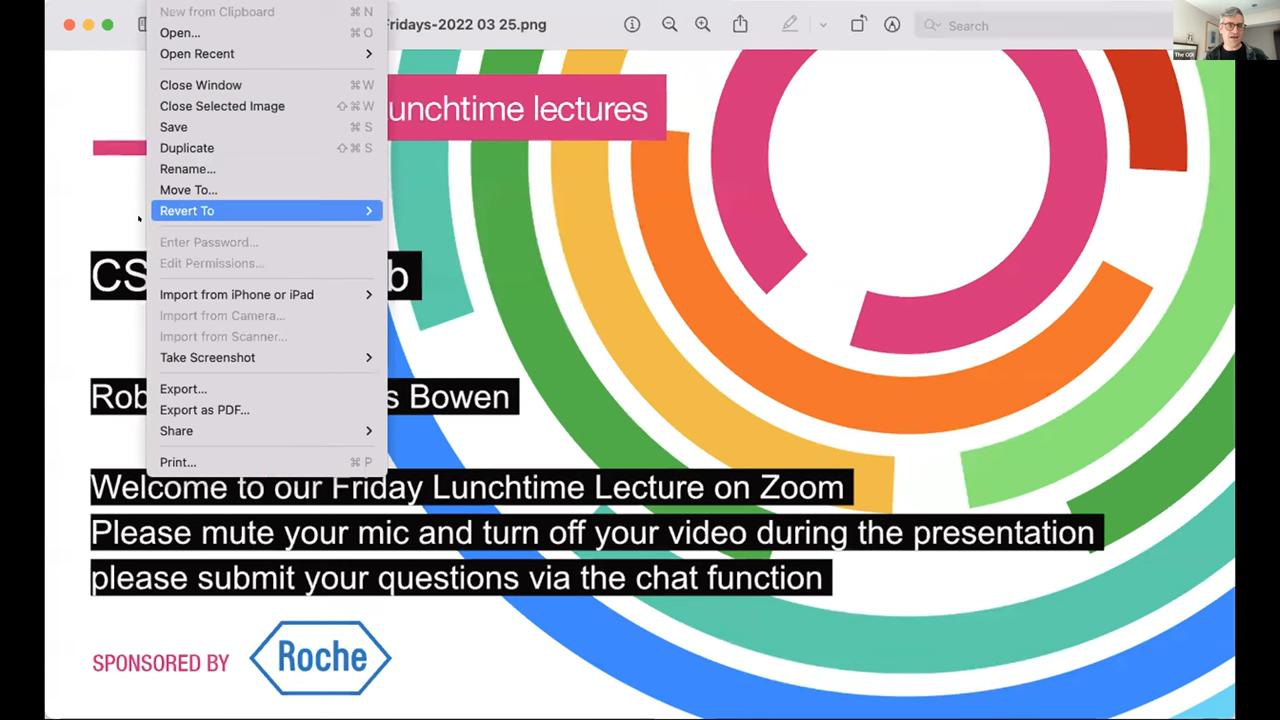 New from Clipboard ⌘ N
Fridays-2022 03 25.png
Search
Open... ⌘ O
Open Recent
The ODI
Close Window ⌘ W
Close Selected Image ⇧ ⌘ W
unchtime lectures
Save ⌘ S
Duplicate ⇧ ⌘ S
Rename...
Move To...
Revert To
Enter Password...
Edit Permissions...
CS
b
Import from iPhone or iPad
Import from Camera...
Import from Scanner...
Take Screenshot
Export...
Rob
s Bowen
Export as PDF...
Share
Print... ⌘ P
Welcome to our Friday Lunchtime Lecture on Zoom
Please mute your mic and turn off your video during the presentation
please submit your questions via the chat function
SPONSORED BY
Roche